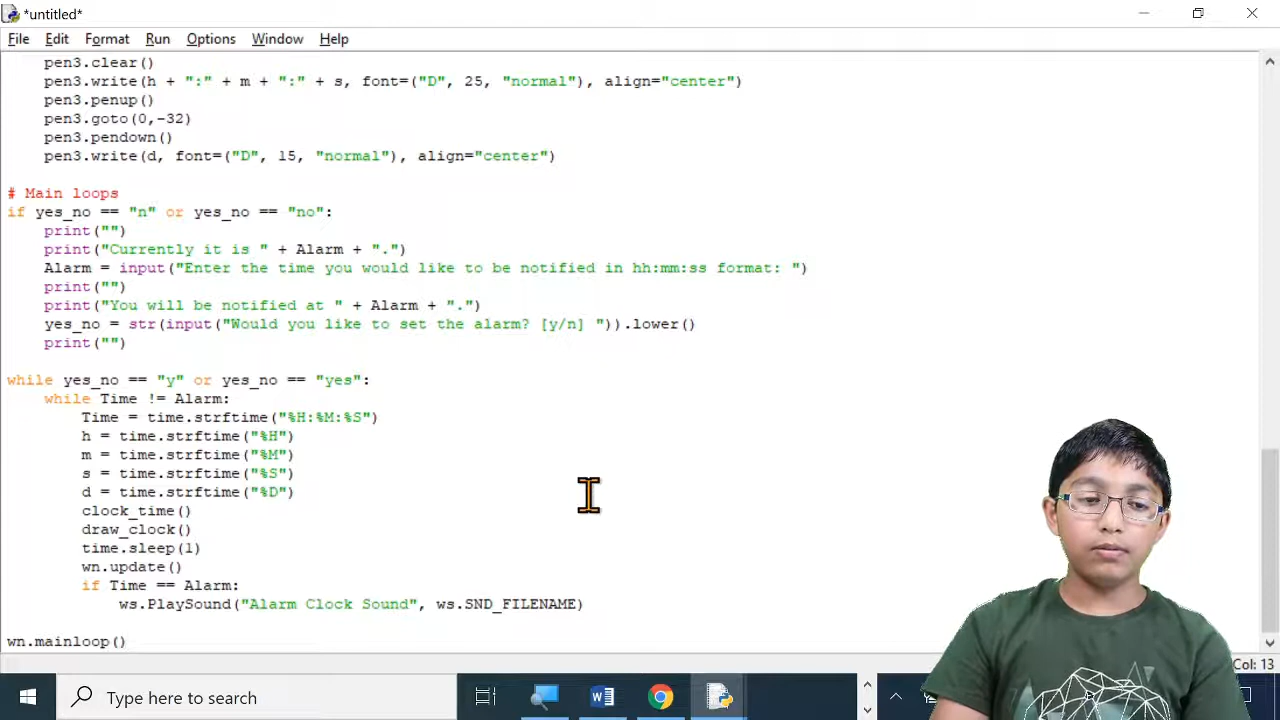 *untitled*
File Edit Format Run Options Window Help
pen3.clear()
pen3.write(h + ":" + m + ":" + s, font=("D", 25, "normal"), align="center")
pen3.penup()
pen3.goto(0,-32)
pen3.pendown()
pen3.write(d, font=("D", 15, "normal"), align="center")
# Main loops
if yes_no == "n" or yes_no == "no":
print("")
print("Currently it is " + Alarm + ".")
Alarm = input("Enter the time you would like to be notified in hh:mm:ss format: ")
print("")
print("You will be notified at " + Alarm + ".")
yes_no = str(input("Would you like to set the alarm? [y/n] ")).lower()
print("")
while yes_no == "y" or yes_no == "yes":
while Time != Alarm:
Time = time.strftime("%H:%M:%S")
h = time.strftime("%H")
m = time.strftime("%M")
s = time.strftime("%S")
d = time.strftime("%D")
clock_time()
draw_clock()
time.sleep(1)
wn.update()
if Time == Alarm:
ws.PlaySound("Alarm Clock Sound", ws.SND_FILENAME)
wn.mainloop()
Col: 13
Type here to search